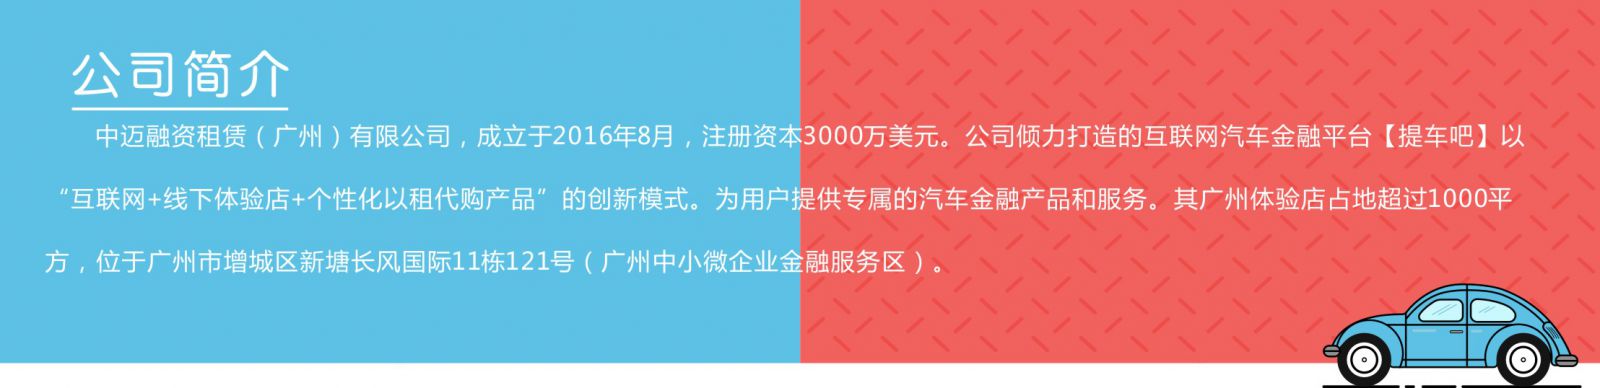 公司简介
中迈融资租赁（广州）有限公司，成立于2016年8月，注册资本3000万美元。公司倾力打造的互联网汽车金融平台【提车吧】以
“互联网+线下体验店+个性化以租代购产品”的创新模式。为用户提供专属的汽车金融产品和服务。其广州体验店占地超过1000平
方，位于广州市增城区新塘长风国际11栋121号（广州中小微企业金融服务区）。